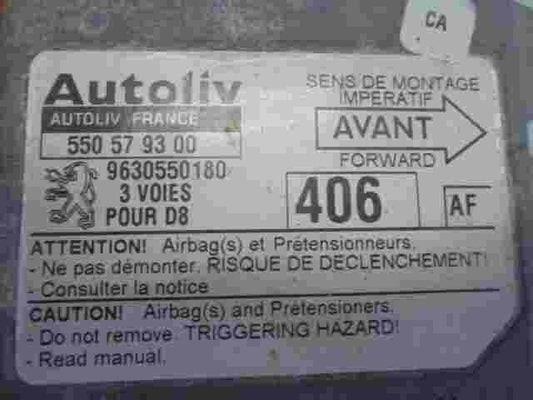 CA
Autoliv
AUTOLIV FRANCE
550 57 93 00
9630550180
3 VOIES
POUR D8
SENS DE MONTAGE
IMPERATIF
AVANT
FORWARD
406
AF
ATTENTION! Airbag(s) et Prétensionneurs.
- Ne pas démonter. RISQUE DE DECLENCHEMENT!
- Consulter la notice
CAUTION! Airbag(s) and Prétensioners.
- Do not remove. TRIGGERING HAZARD!
- Read manual.